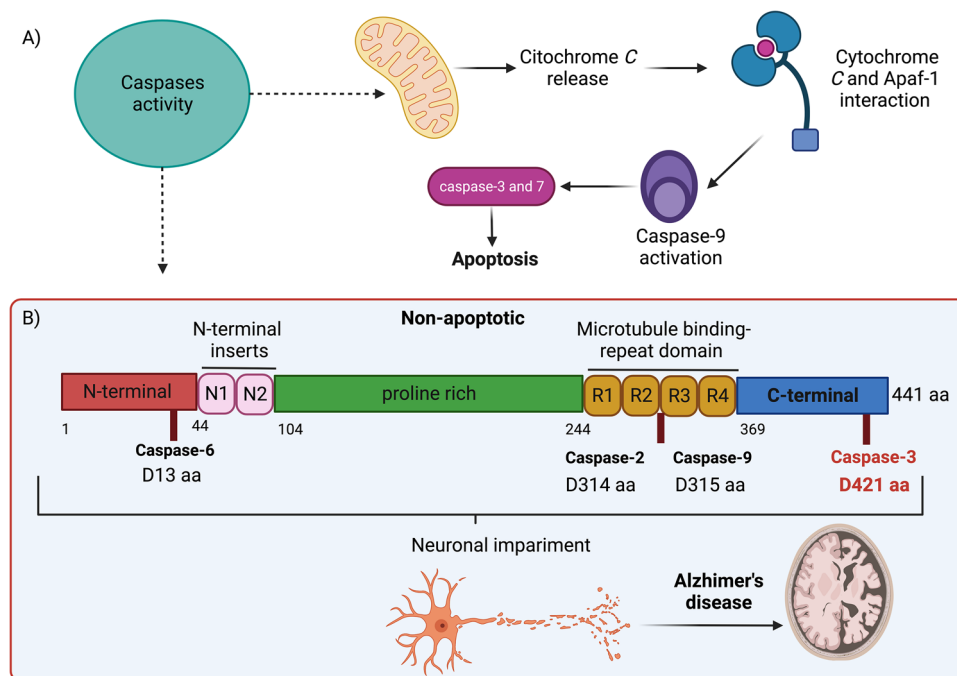 A)
Caspases
activity
Citochrome C
release
Cytochrome
C and Apaf-1
interaction
caspase-3 and 7
Caspase-9
activation
Apoptosis
B)
Non-apoptotic
N-terminal
inserts
Microtubule binding-
repeat domain
N-terminal
N1
N2
proline rich
R1
R2
R3
R4
C-terminal
441 aa
1
44
104
244
369
Caspase-6
D13 aa
Caspase-2
D314 aa
Caspase-9
D315 aa
Caspase-3
D421 aa
Neuronal impariment
Alzhimer's
disease